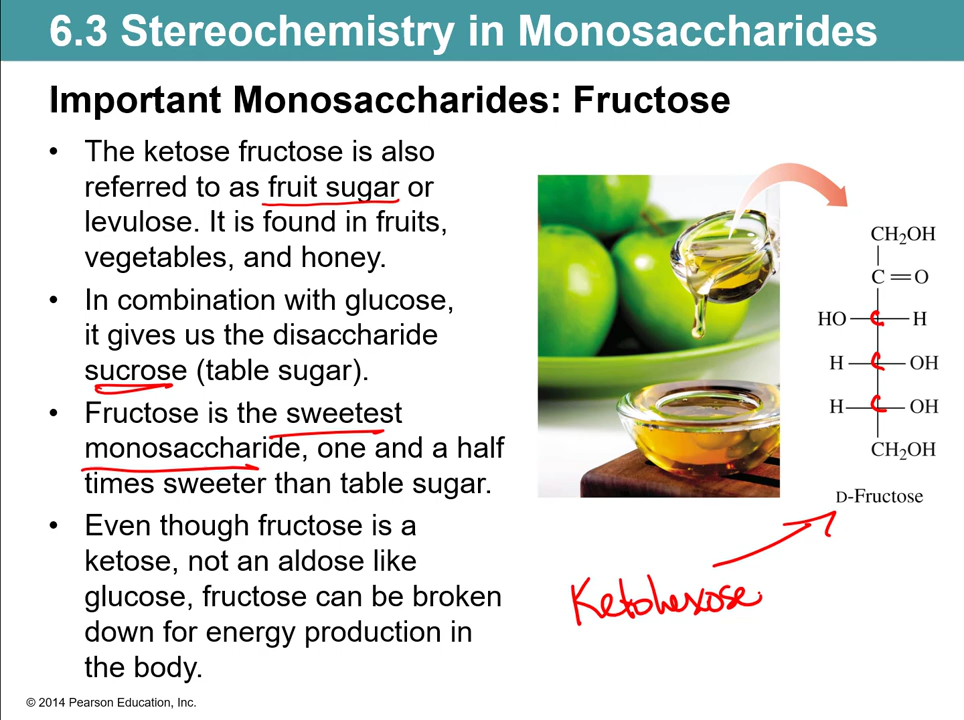 6.3 Stereochemistry in Monosaccharides
Important Monosaccharides: Fructose
• The ketose fructose is also
referred to as fruit sugar or
levulose. It is found in fruits,
vegetables, and honey.
• In combination with glucose,
it gives us the disaccharide
sucrose (table sugar).
• Fructose is the sweetest
monosaccharide, one and a half
times sweeter than table sugar.
• Even though fructose is a
ketose, not an aldose like
glucose, fructose can be broken
down for energy production in
the body.
CH₂OH
C=O
HO C H
H C OH
H C OH
CH₂OH
D-Fructose
Ketohexose
© 2014 Pearson Education, Inc.